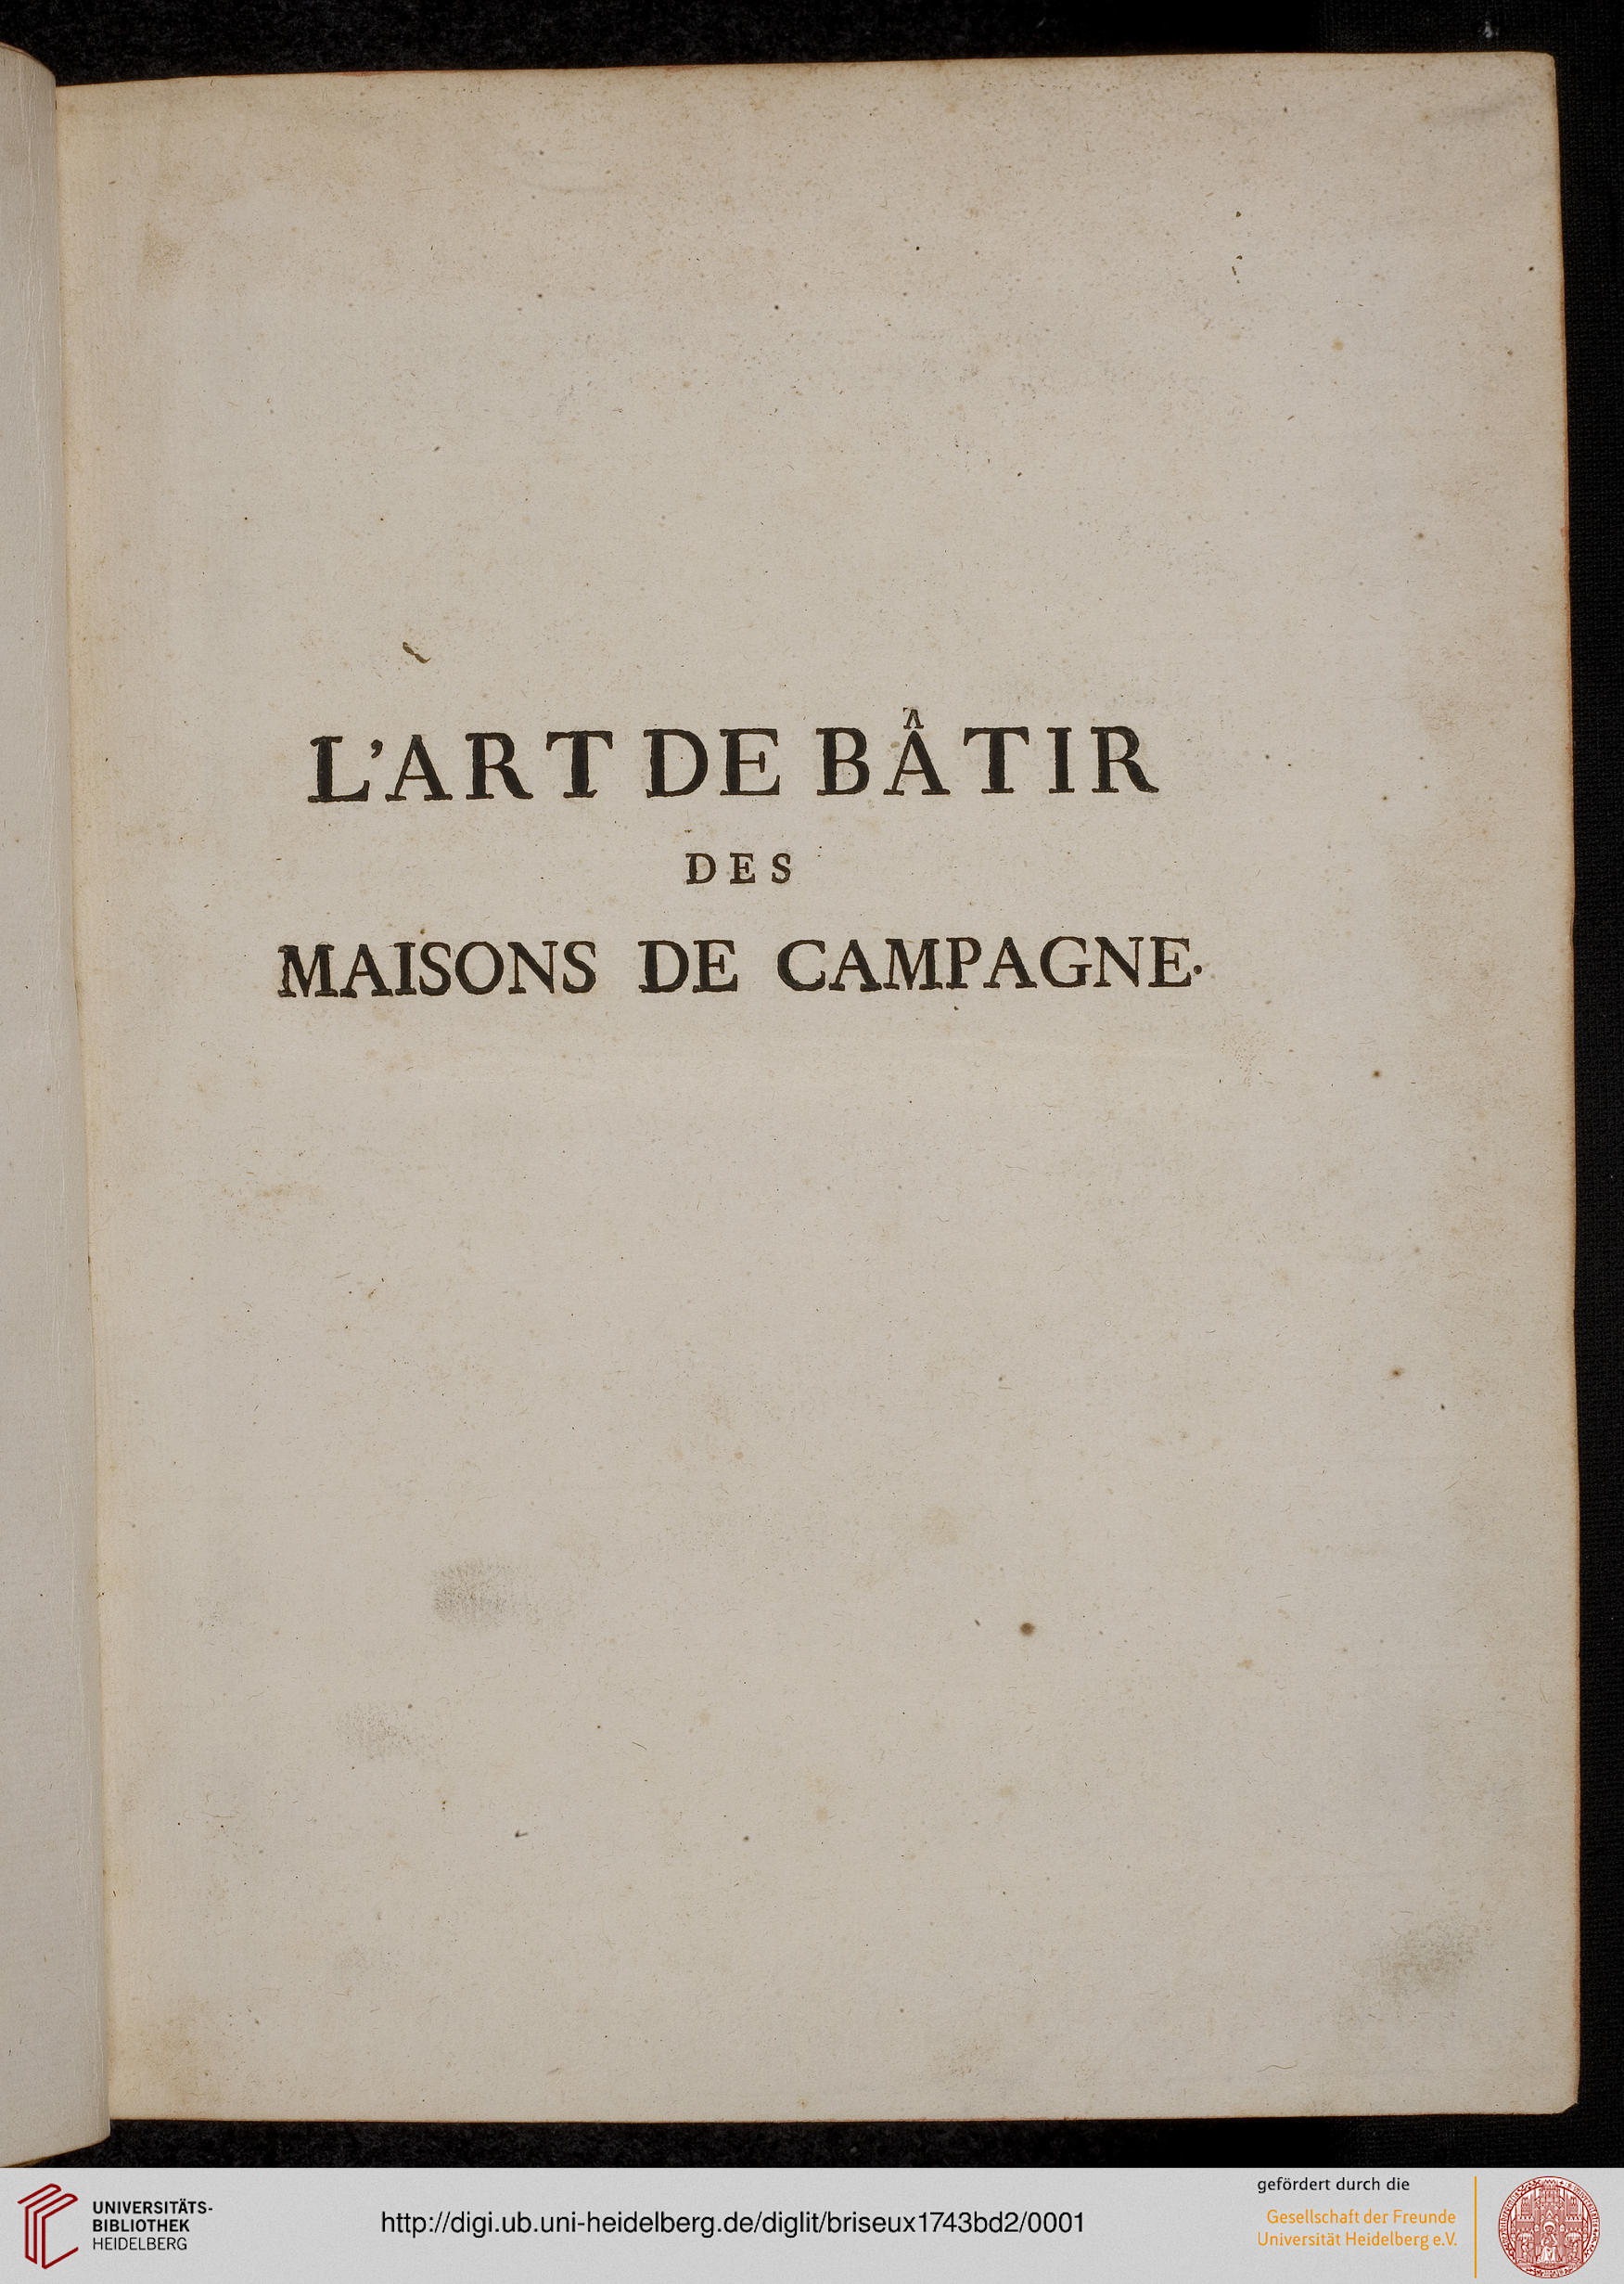 L'ART DE BÂTIR
DES
MAISONS DE CAMPAGNE.
UNIVERSITÄTS-
BIBLIOTHEK
HEIDELBERG
http://digi.ub.uni-heidelberg.de/diglit/briseux1743bd2/0001
gefördert durch die
Gesellschaft der Freunde
Universität Heidelberg e.V.